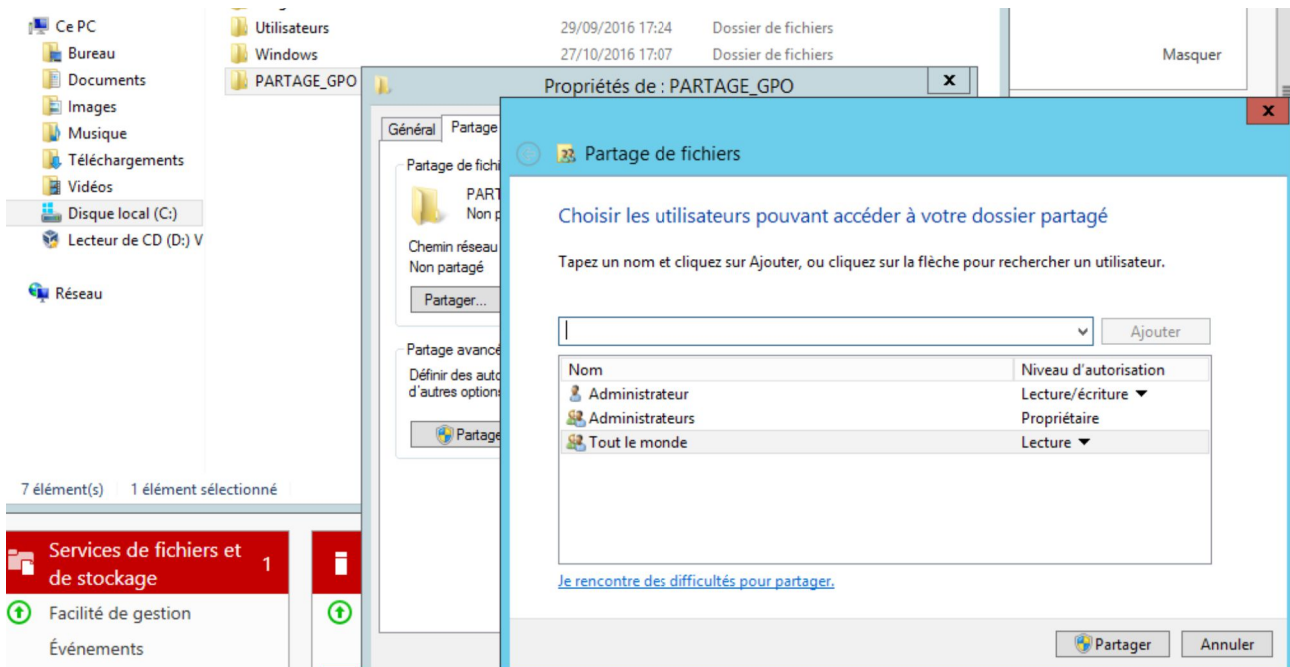 Ce PC
Bureau
Documents
Images
Musique
Téléchargements
Vidéos
Disque local (C:)
Lecteur de CD (D:) V
Réseau
Utilisateurs 29/09/2016 17:24 Dossier de fichiers
Windows 27/10/2016 17:07 Dossier de fichiers
PARTAGE_GPO
7 élément(s) 1 élément sélectionné
Masquer
Propriétés de : PARTAGE_GPO
x
Général Partage
Partage de fichi
PART
Non p
Chemin réseau
Non partagé
Partager...
Partage avancé
Définir des auto
d'autres option
Partage
x
Partage de fichiers
Choisir les utilisateurs pouvant accéder à votre dossier partagé
Tapez un nom et cliquez sur Ajouter, ou cliquez sur la flèche pour rechercher un utilisateur.
Ajouter
Nom Niveau d'autorisation
Administrateur Lecture/écriture
Administrateurs Propriétaire
Tout le monde Lecture
Je rencontre des difficultés pour partager.
Partager Annuler
Services de fichiers et
de stockage 1
Facilité de gestion
Événements